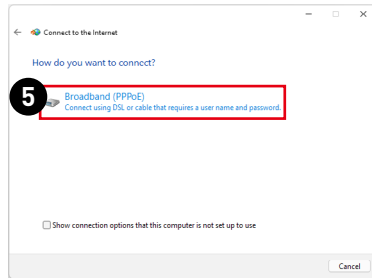 Connect to the Internet
How do you want to connect?
5
Broadband (PPPoE)
Connect using DSL or cable that requires a user name and password.
Show connection options that this computer is not set up to use
Cancel